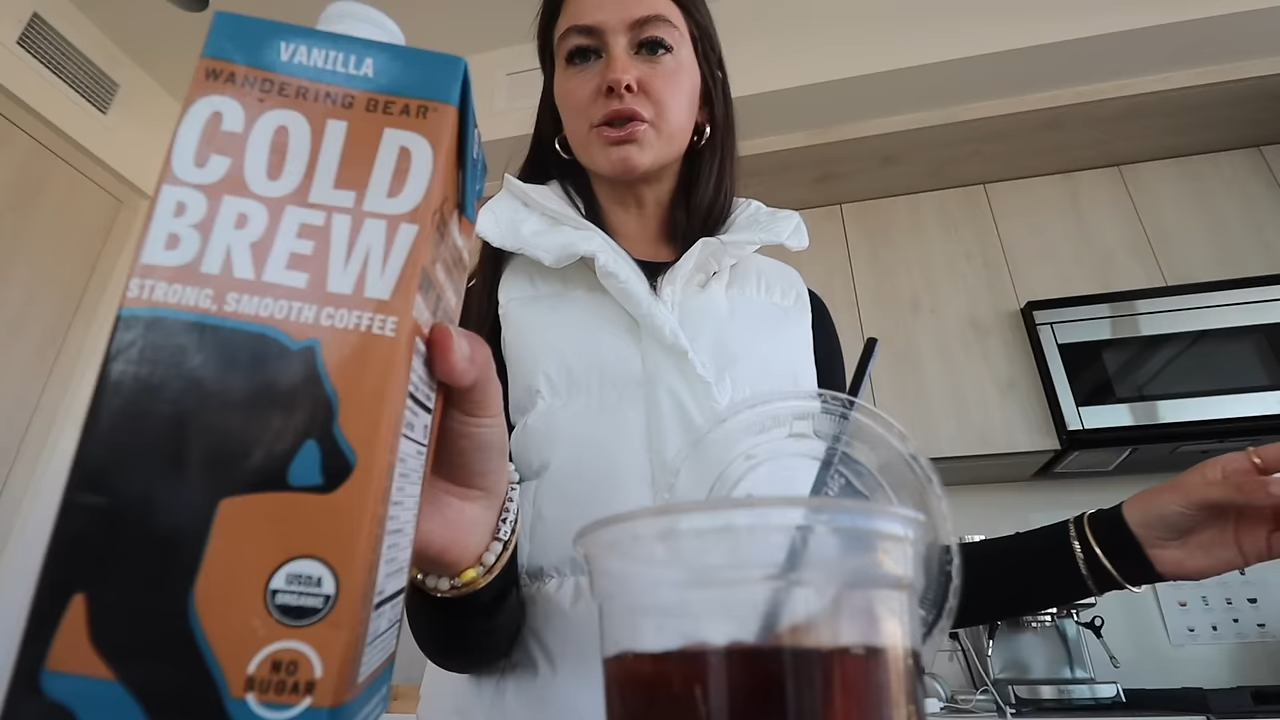 VANILLA
WANDERING BEAR
COLD
BREW
STRONG, SMOOTH COFFEE
USDA
ORGANIC
NO
SUGAR
HAPPY